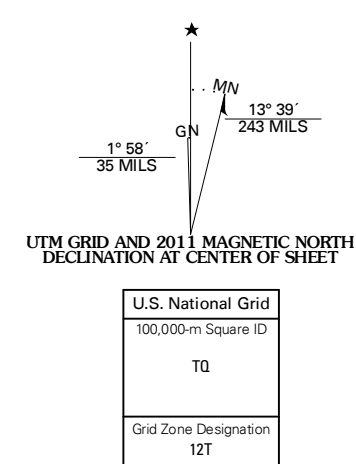 ★
MN
GN
13° 39´
243 MILS
1° 58´
35 MILS
UTM GRID AND 2011 MAGNETIC NORTH
DECLINATION AT CENTER OF SHEET
U.S. National Grid
100,000-m Square ID
TQ
Grid Zone Designation
12T